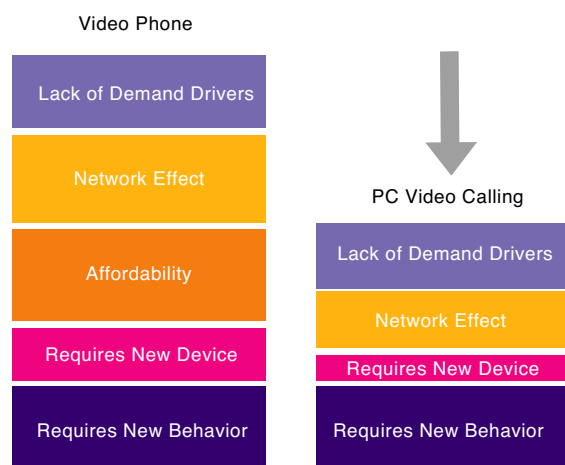 Video Phone
Lack of Demand Drivers
Network Effect
Affordability
Requires New Device
Requires New Behavior
PC Video Calling
Lack of Demand Drivers
Network Effect
Requires New Device
Requires New Behavior